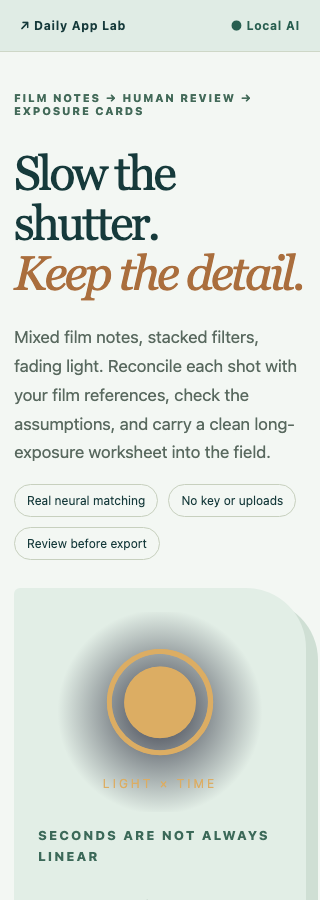 ↗ Daily App Lab
Local AI
FILM NOTES → HUMAN REVIEW →
EXPOSURE CARDS
Slow the
shutter.
Keep the detail.
Mixed film notes, stacked filters,
fading light. Reconcile each shot with
your film references, check the
assumptions, and carry a clean long-
exposure worksheet into the field.
Real neural matching
No key or uploads
Review before export
LIGHT × TIME
SECONDS ARE NOT ALWAYS
LINEAR